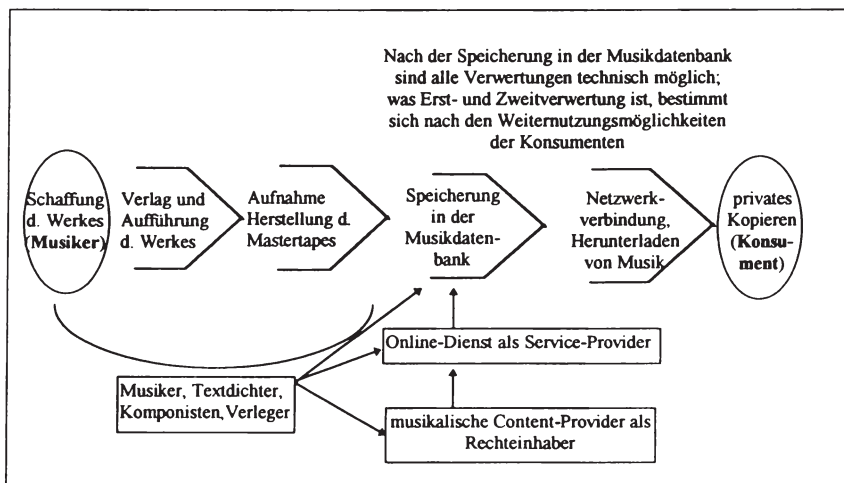 Nach der Speicherung in der Musikdatenbank
sind alle Verwertungen technisch möglich;
was Erst- und Zweitverwertung ist, bestimmt
sich nach den Weiternutzungsmöglichkeiten
der Konsumenten
Schaffung
d. Werkes
(Musiker)
Verlag und
Aufführung
d. Werkes
Aufnahme
Herstellung d.
Mastertapes
Speicherung
in der
Musikdaten-
bank
Netzwerk-
verbindung,
Herunterladen
von Musik
privates
Kopieren
(Konsu-
ment)
Online-Dienst als Service-Provider
Musiker, Textdichter,
Komponisten, Verleger
musikalische Content-Provider als
Rechteinhaber